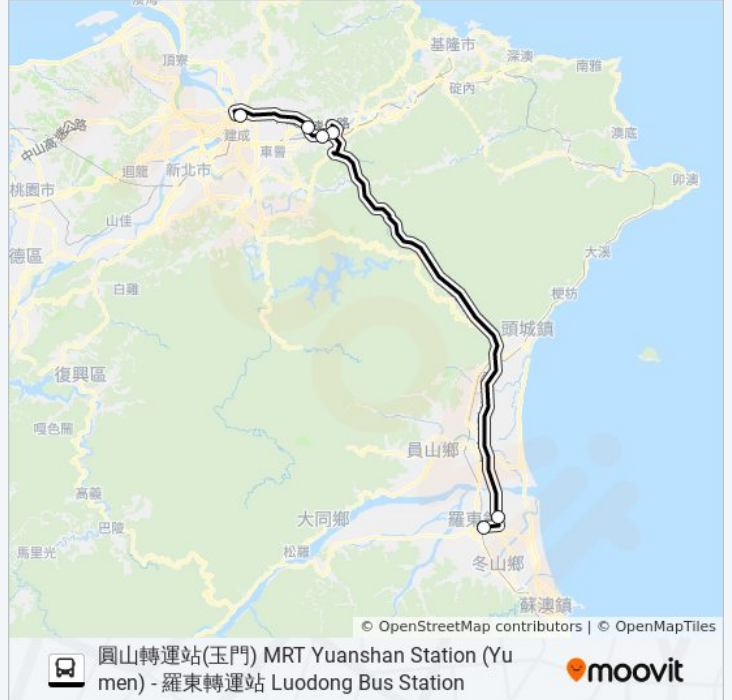 基隆市
深澳
頂寮
南雅
碇內
建成
澳底
中山高速公路
車罾
迴龍
新北市
桃園市
卯澳
山佳
德區
大溪
白雞
梗枋
頭城鎮
復興區
嘎色鬧
員山鄉
高義
大同鄉
巴陵
馬里光
松羅
冬山鄉
蘇澳鎮
© OpenStreetMap contributors | © OpenMapTiles
圓山轉運站(玉門) MRT Yuanshan Station (Yu
men) - 羅東轉運站 Luodong Bus Station
moovit